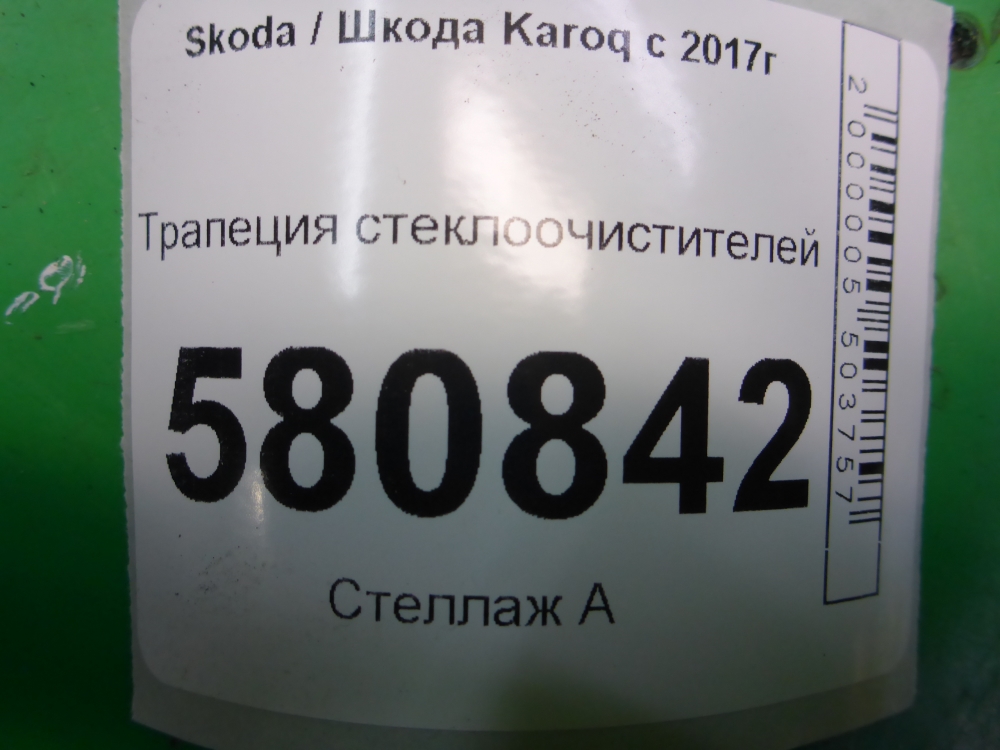 Skoda / Шкода Karoq с 2017г
Трапеция стеклоочистителей
580842
Стеллаж А
2000005503757